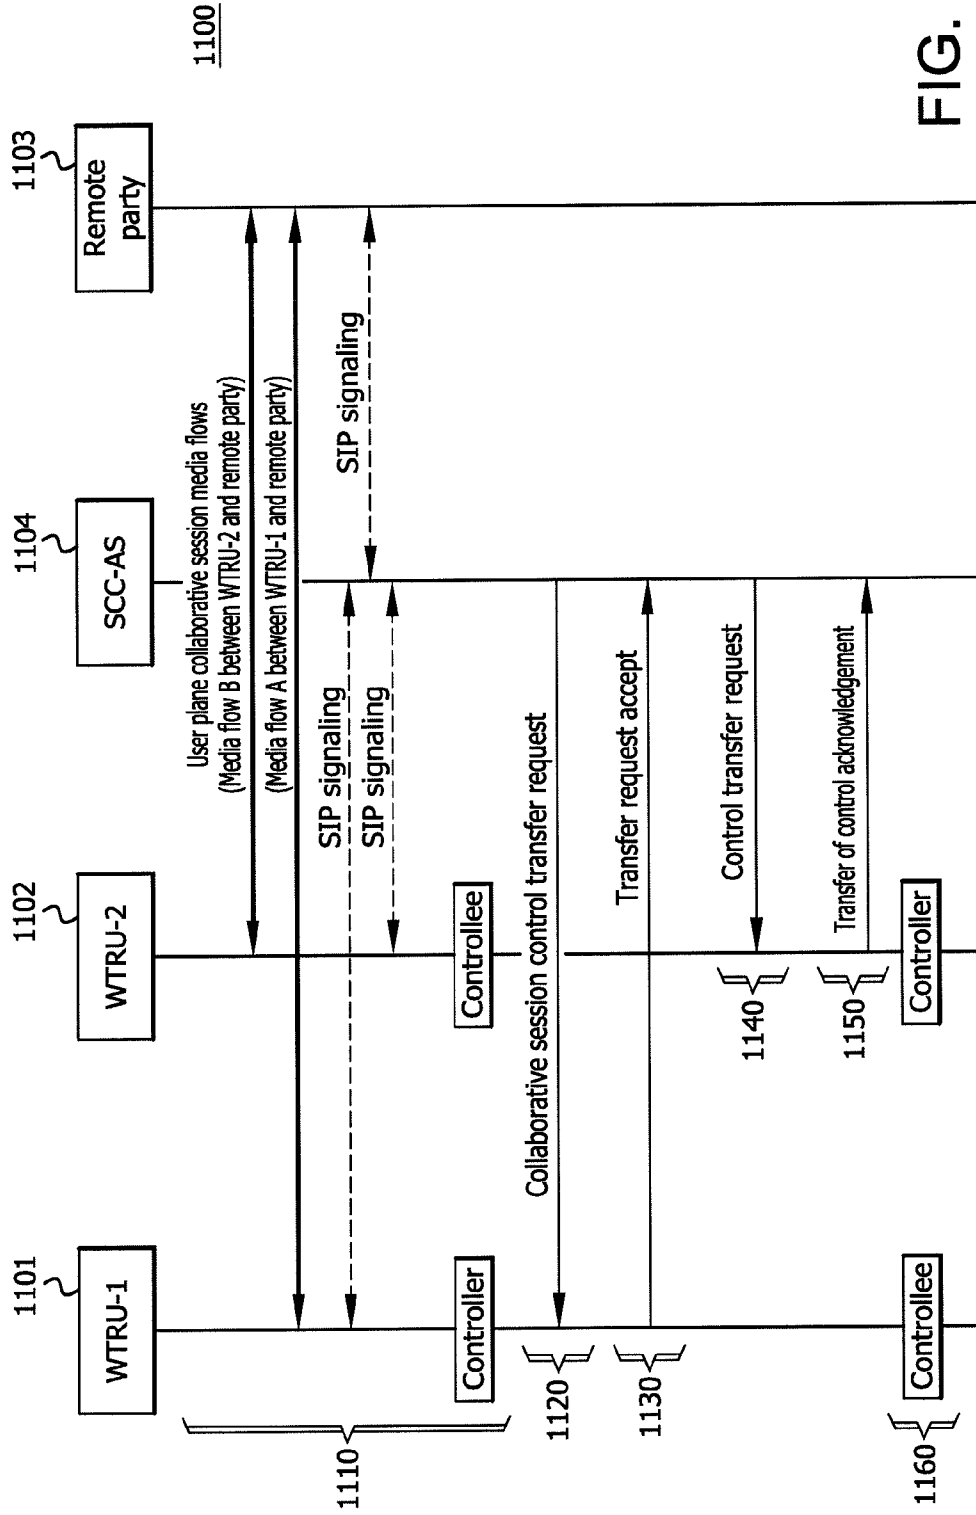 1100
1101
WTRU-1
1102
WTRU-2
1104
SCC-AS
1103
Remote
party
1110
User plane collaborative session media flows
(Media flow B between WTRU-2 and remote party)
(Media flow A between WTRU-1 and remote party)
SIP signaling
SIP signaling
SIP signaling
Controller
Controllee
1120
Collaborative session control transfer request
1130
Transfer request accept
1140
Control transfer request
1150
Transfer of control acknowledgement
1160
Controllee
Controller
FIG.